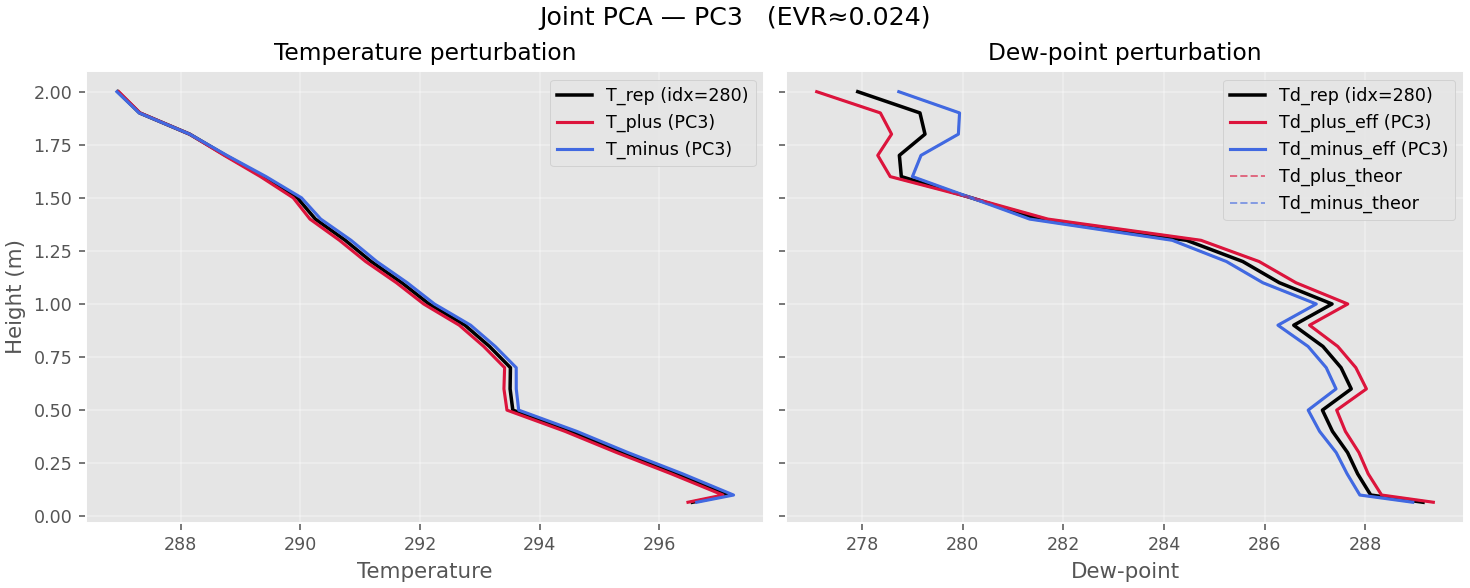 Joint PCA — PC3   (EVR≈0.024)
Temperature perturbation
Dew-point perturbation
T_rep (idx=280)
T_plus (PC3)
T_minus (PC3)
Td_rep (idx=280)
Td_plus_eff (PC3)
Td_minus_eff (PC3)
Td_plus_theor
Td_minus_theor
Height (m)
2.00
1.75
1.50
1.25
1.00
0.75
0.50
0.25
0.00
288 290 292 294 296
278 280 282 284 286 288
Temperature
Dew-point